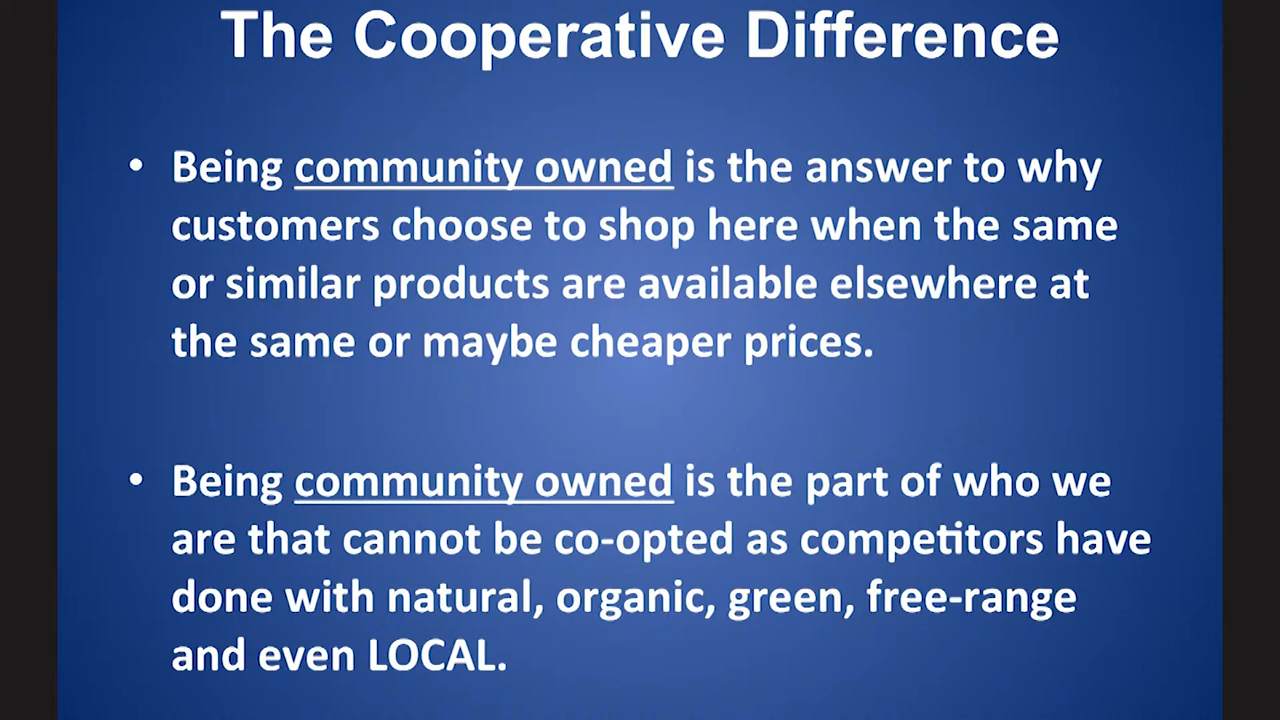 The Cooperative Difference
• Being community owned is the answer to why
customers choose to shop here when the same
or similar products are available elsewhere at
the same or maybe cheaper prices.
• Being community owned is the part of who we
are that cannot be co-opted as competitors have
done with natural, organic, green, free-range
and even LOCAL.